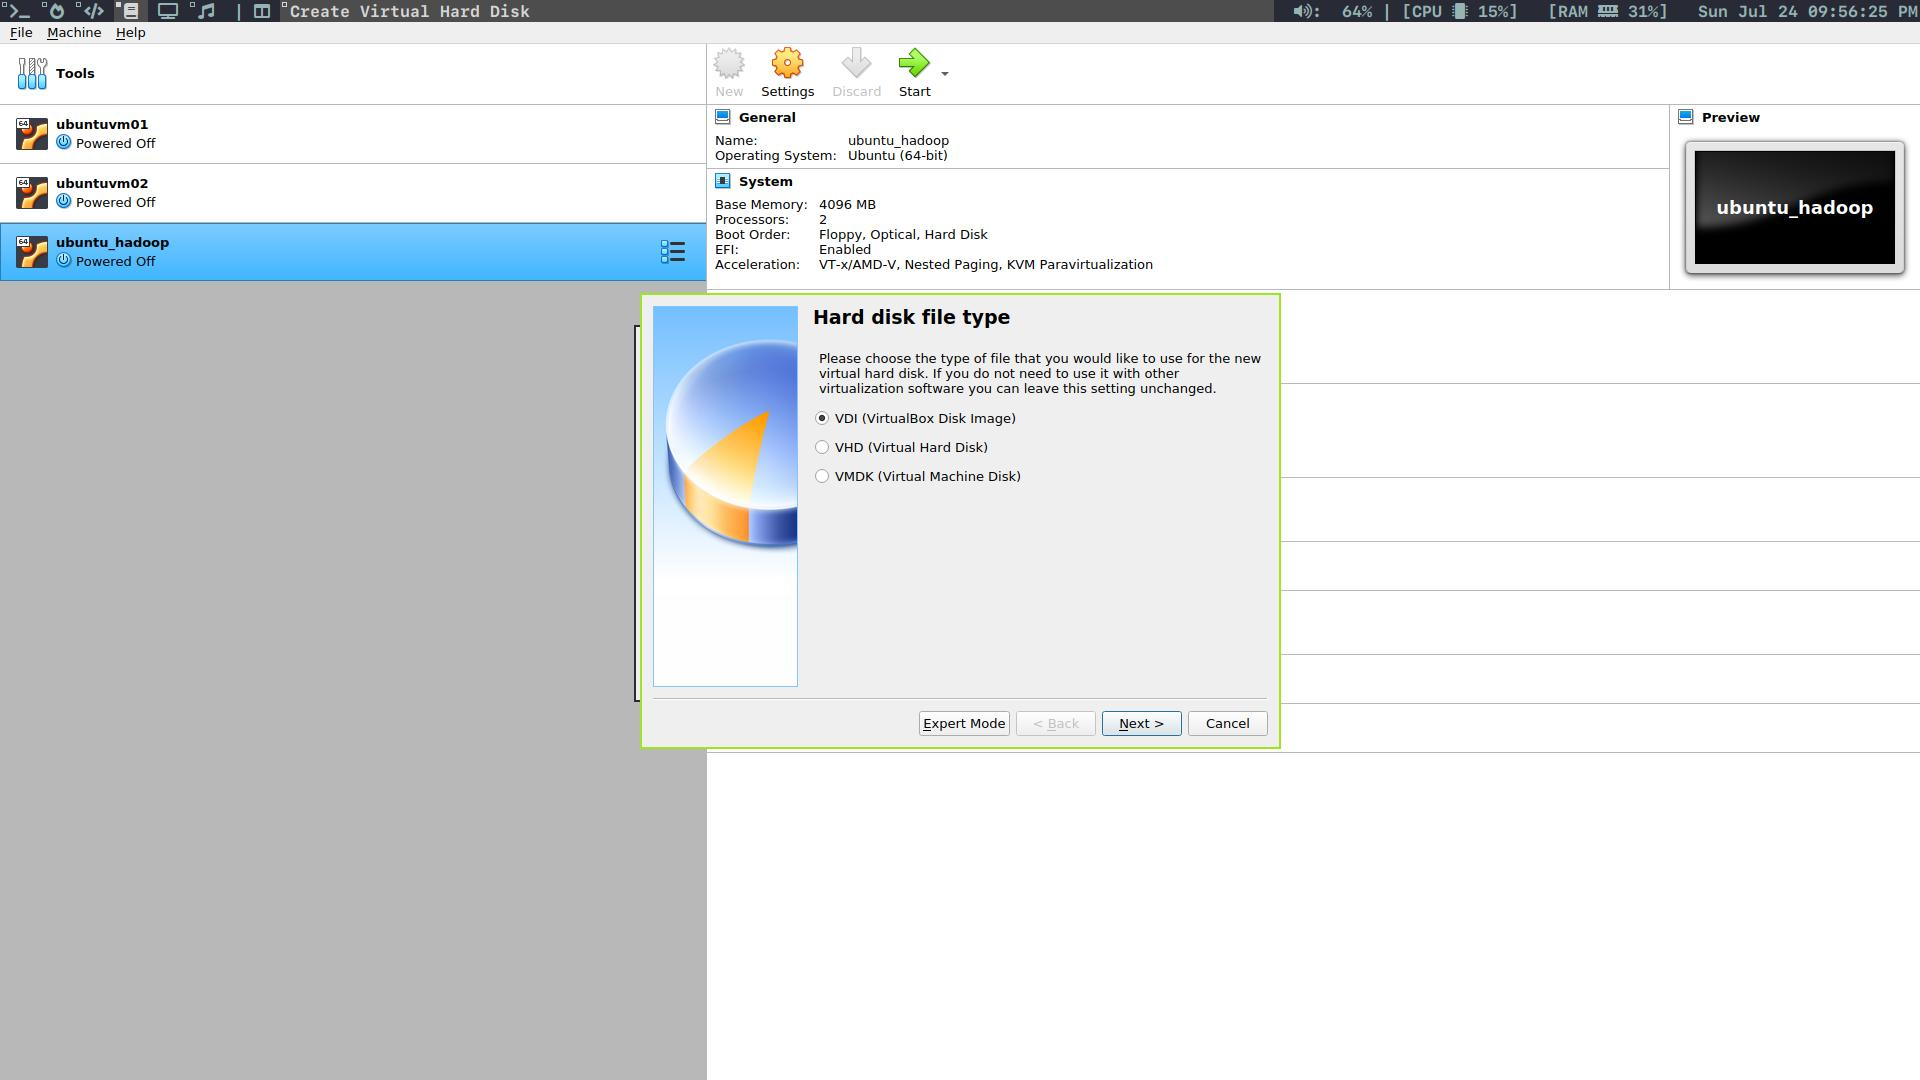 Create Virtual Hard Disk
64% | [CPU 15%] [RAM 31%] Sun Jul 24 09:56:25 PM
File Machine Help
Tools
New Settings Discard Start
64
ubuntuvm01
Powered Off
64
ubuntuvm02
Powered Off
64
ubuntu_hadoop
Powered Off
General
Name: ubuntu_hadoop
Operating System: Ubuntu (64-bit)
System
Base Memory: 4096 MB
Processors: 2
Boot Order: Floppy, Optical, Hard Disk
EFI: Enabled
Acceleration: VT-x/AMD-V, Nested Paging, KVM Paravirtualization
Preview
ubuntu_hadoop
Hard disk file type
Please choose the type of file that you would like to use for the new
virtual hard disk. If you do not need to use it with other
virtualization software you can leave this setting unchanged.
VDI (VirtualBox Disk Image)
VHD (Virtual Hard Disk)
VMDK (Virtual Machine Disk)
Expert Mode < Back Next > Cancel